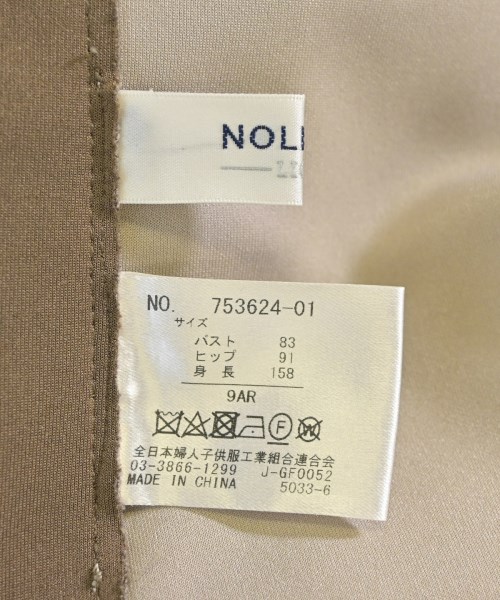 NOLI
NO. 753624-01
サイズ
バスト 83
ヒップ 91
身長 158
9AR
F W
全日本婦人子供服工業組合連合会
03-3866-1299 J-GF0052
MADE IN CHINA 5033-6